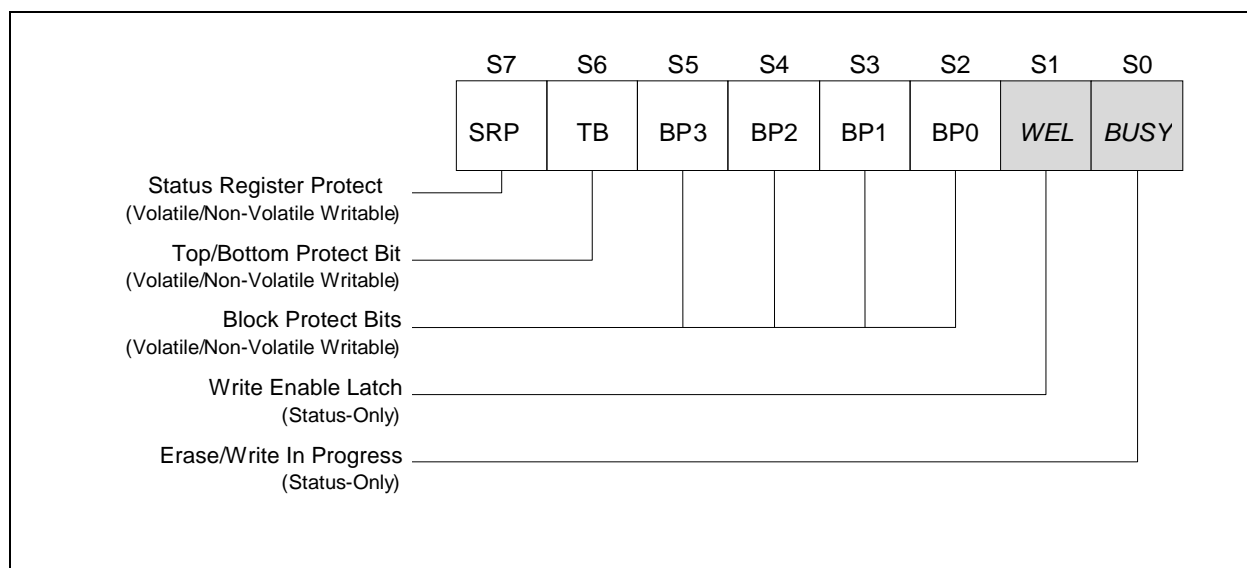 S7 S6 S5 S4 S3 S2 S1 S0
SRP TB BP3 BP2 BP1 BP0 WEL BUSY
Status Register Protect
(Volatile/Non-Volatile Writable)
Top/Bottom Protect Bit
(Volatile/Non-Volatile Writable)
Block Protect Bits
(Volatile/Non-Volatile Writable)
Write Enable Latch
(Status-Only)
Erase/Write In Progress
(Status-Only)